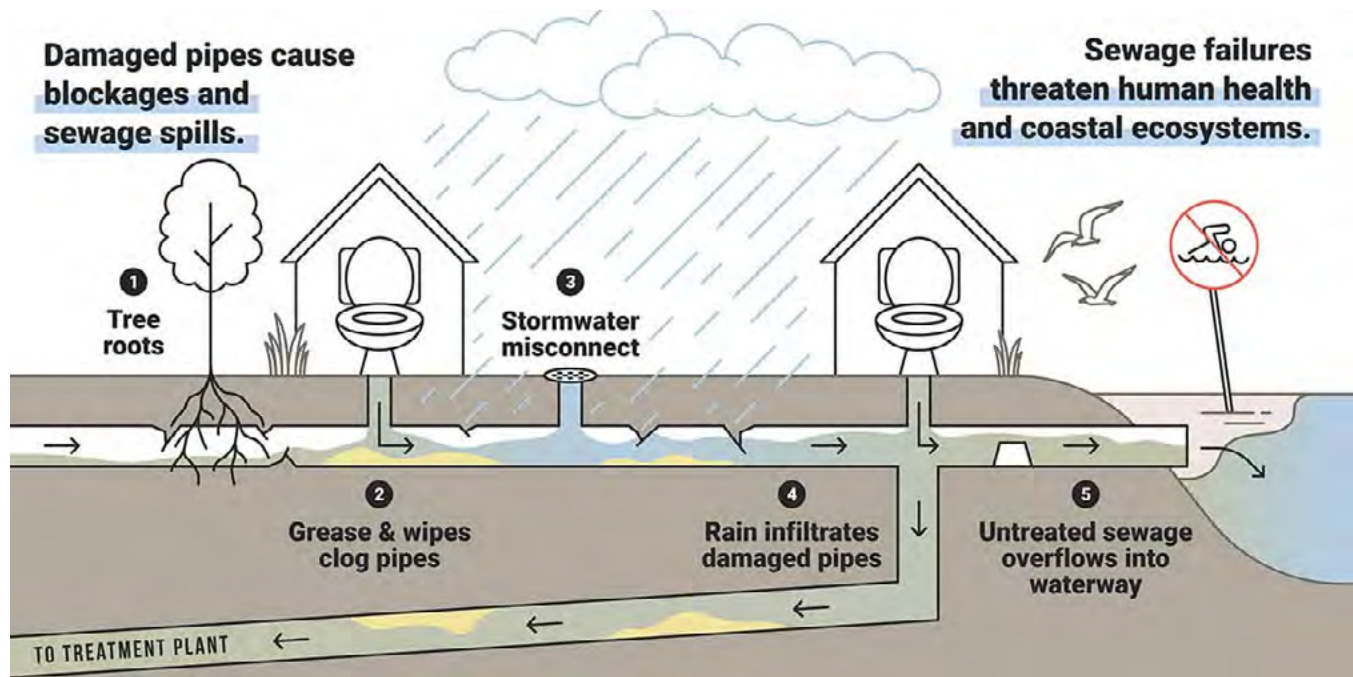 Damaged pipes cause
blockages and
sewage spills.
Sewage failures
threaten human health
and coastal ecosystems.
1
Tree
roots
3
Stormwater
misconnect
2
Grease & wipes
clog pipes
4
Rain infiltrates
damaged pipes
5
Untreated sewage
overflows into
waterway
TO TREATMENT PLANT